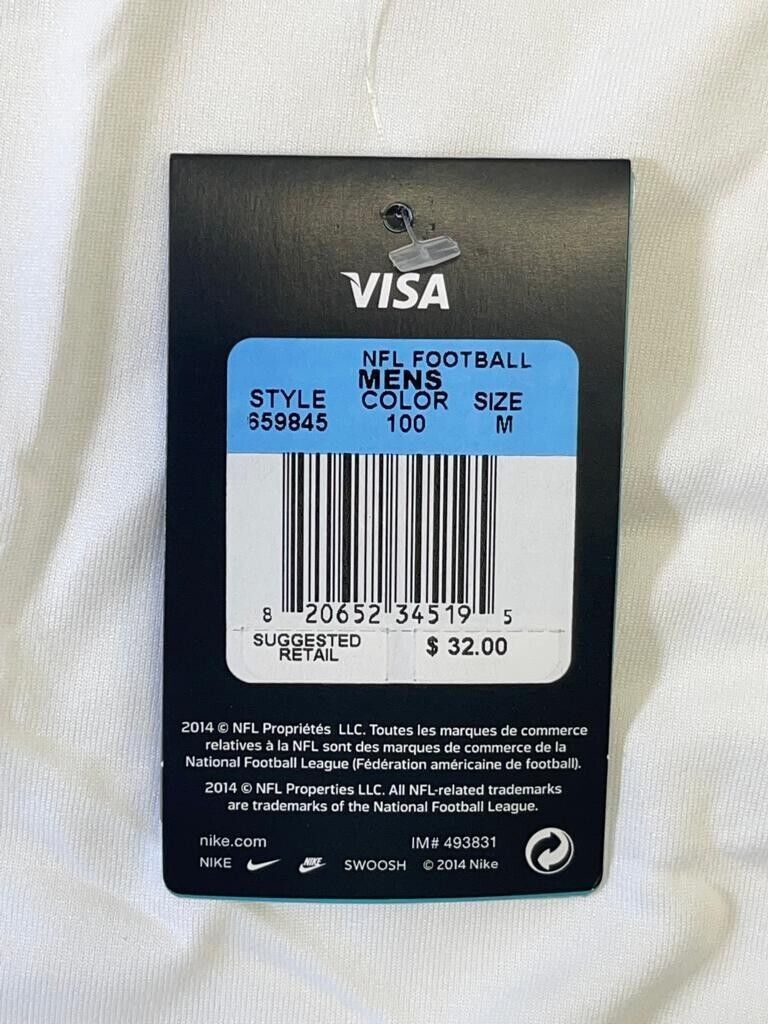 VISA
NFL FOOTBALL
MENS
STYLE COLOR SIZE
659845 100 M
8 20652 34519 5
SUGGESTED
RETAIL
$ 32.00
2014 © NFL Propriétés LLC. Toutes les marques de commerce
relatives à la NFL sont des marques de commerce de la
National Football League (Fédération américaine de football).
2014 © NFL Properties LLC. All NFL-related trademarks
are trademarks of the National Football League.
nike.com IM# 493831
NIKE NIKE SWOOSH © 2014 Nike